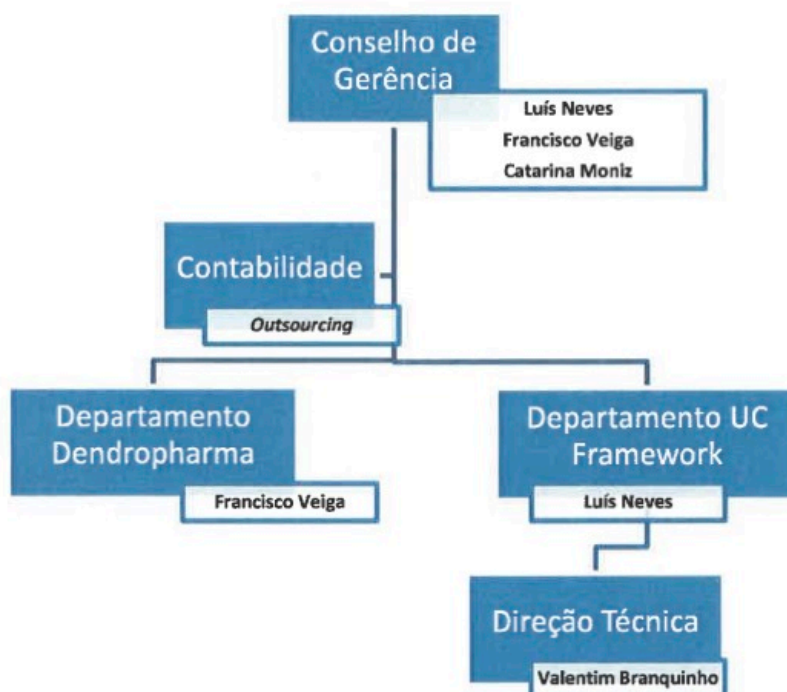 Conselho de
Gerência
Luís Neves
Francisco Veiga
Catarina Moniz
Contabilidade
Outsourcing
Departamento
Dendropharma
Francisco Veiga
Departamento UC
Framework
Luís Neves
Direção Técnica
Valentim Branquinho